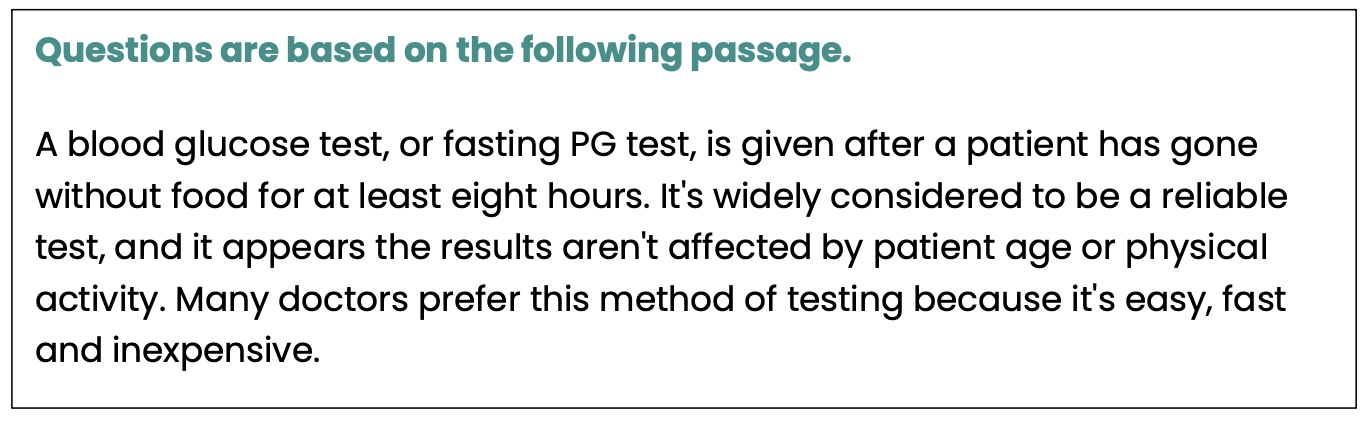 Questions are based on the following passage.
A blood glucose test, or fasting PG test, is given after a patient has gone
without food for at least eight hours. It's widely considered to be a reliable
test, and it appears the results aren't affected by patient age or physical
activity. Many doctors prefer this method of testing because it's easy, fast
and inexpensive.